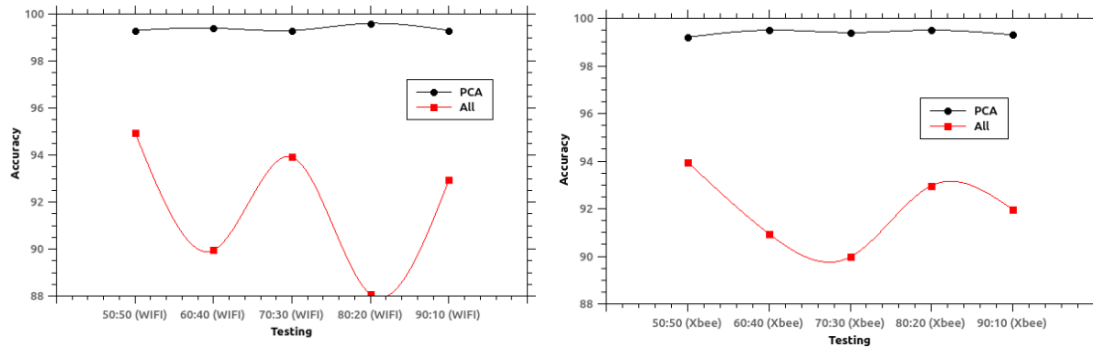 100
98
96
94
92
90
88
Accuracy
PCA
All
50:50 (WIFI) 60:40 (WIFI) 70:30 (WIFI) 80:20 (WIFI) 90:10 (WIFI)
Testing
100
98
96
94
92
90
88
Accuracy
PCA
All
50:50 (Xbee) 60:40 (Xbee) 70:30 (Xbee) 80:20 (Xbee) 90:10 (Xbee)
Testing